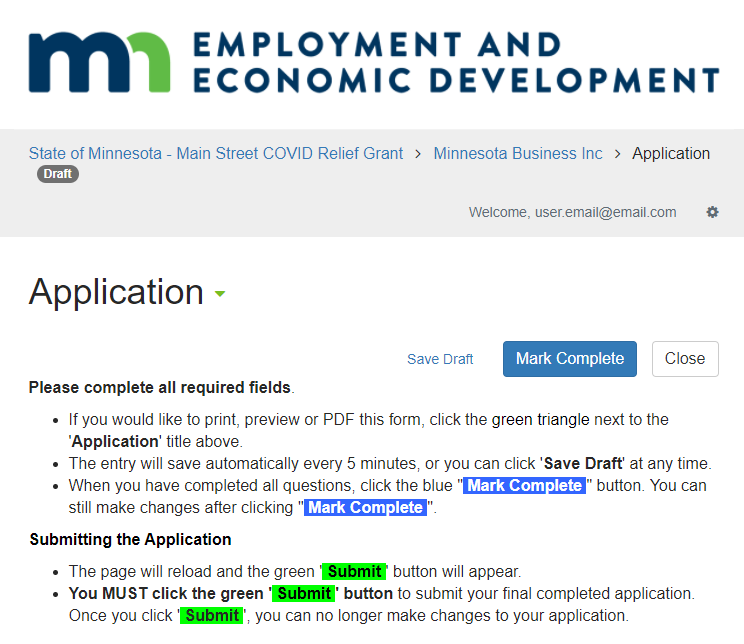 mn EMPLOYMENT AND
ECONOMIC DEVELOPMENT
State of Minnesota - Main Street COVID Relief Grant > Minnesota Business Inc > Application
Draft
Welcome, user.email@email.com
Application
Save Draft Mark Complete Close
Please complete all required fields.
• If you would like to print, preview or PDF this form, click the green triangle next to the
'Application' title above.
• The entry will save automatically every 5 minutes, or you can click 'Save Draft' at any time.
• When you have completed all questions, click the blue "Mark Complete" button. You can
still make changes after clicking "Mark Complete".
Submitting the Application
• The page will reload and the green 'Submit' button will appear.
• You MUST click the green 'Submit' button to submit your final completed application.
Once you click 'Submit', you can no longer make changes to your application.